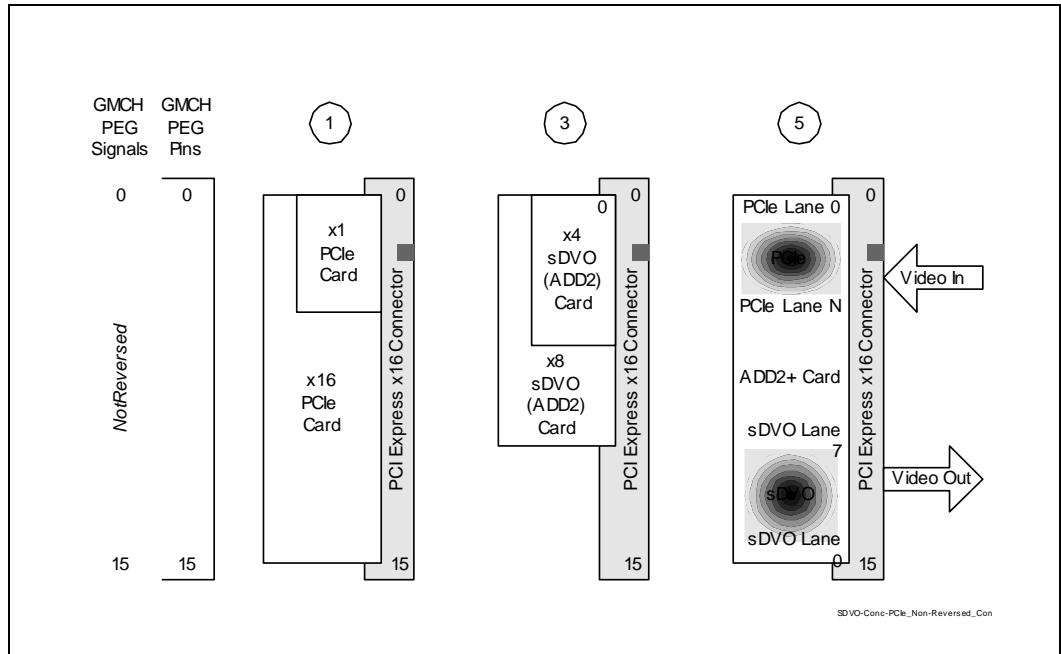 GMCH
PEG
Signals
GMCH
PEG
Pins
1
3
5
0
0
15
15
NotReversed
x1
PCIe
Card
x16
PCIe
Card
0
PCI Express x16 Connector
15
0
x4
sDVO
(ADD2)
Card
x8
sDVO
(ADD2)
Card
0
PCI Express x16 Connector
15
PCIe Lane 0
PCIe
PCIe Lane N
ADD2+ Card
sDVO Lane
7
sDVO
sDVO Lane
0
0
PCI Express x16 Connector
15
Video In
Video Out
SDVO-Conc-PCIe_Non-Reversed_Con